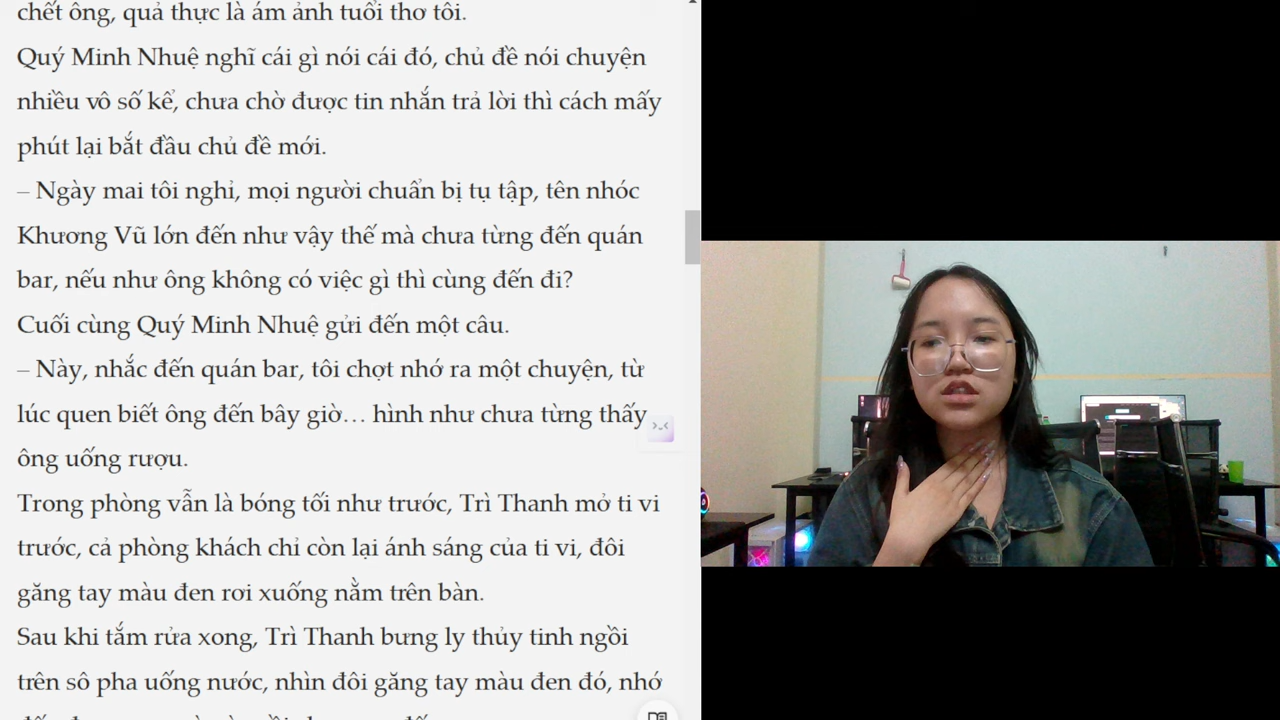 chết ông, quả thực là ám ảnh tuổi thơ tôi.
Quý Minh Nhuệ nghĩ cái gì nói cái đó, chủ đề nói chuyện
nhiều vô số kể, chưa chờ được tin nhắn trả lời thì cách mấy
phút lại bắt đầu chủ đề mới.
– Ngày mai tôi nghỉ, mọi người chuẩn bị tụ tập, tên nhóc
Khương Vũ lớn đến như vậy thế mà chưa từng đến quán
bar, nếu như ông không có việc gì thì cùng đến đi?
Cuối cùng Quý Minh Nhuệ gửi đến một câu.
– Này, nhắc đến quán bar, tôi chợt nhớ ra một chuyện, từ
lúc quen biết ông đến bây giờ… hình như chưa từng thấy
ông uống rượu.
Trong phòng vẫn là bóng tối như trước, Trì Thanh mở ti vi
trước, cả phòng khách chỉ còn lại ánh sáng của ti vi, đôi
găng tay màu đen rơi xuống nằm trên bàn.
Sau khi tắm rửa xong, Trì Thanh bưng ly thủy tinh ngồi
trên sô pha uống nước, nhìn đôi găng tay màu đen đó, nhớ